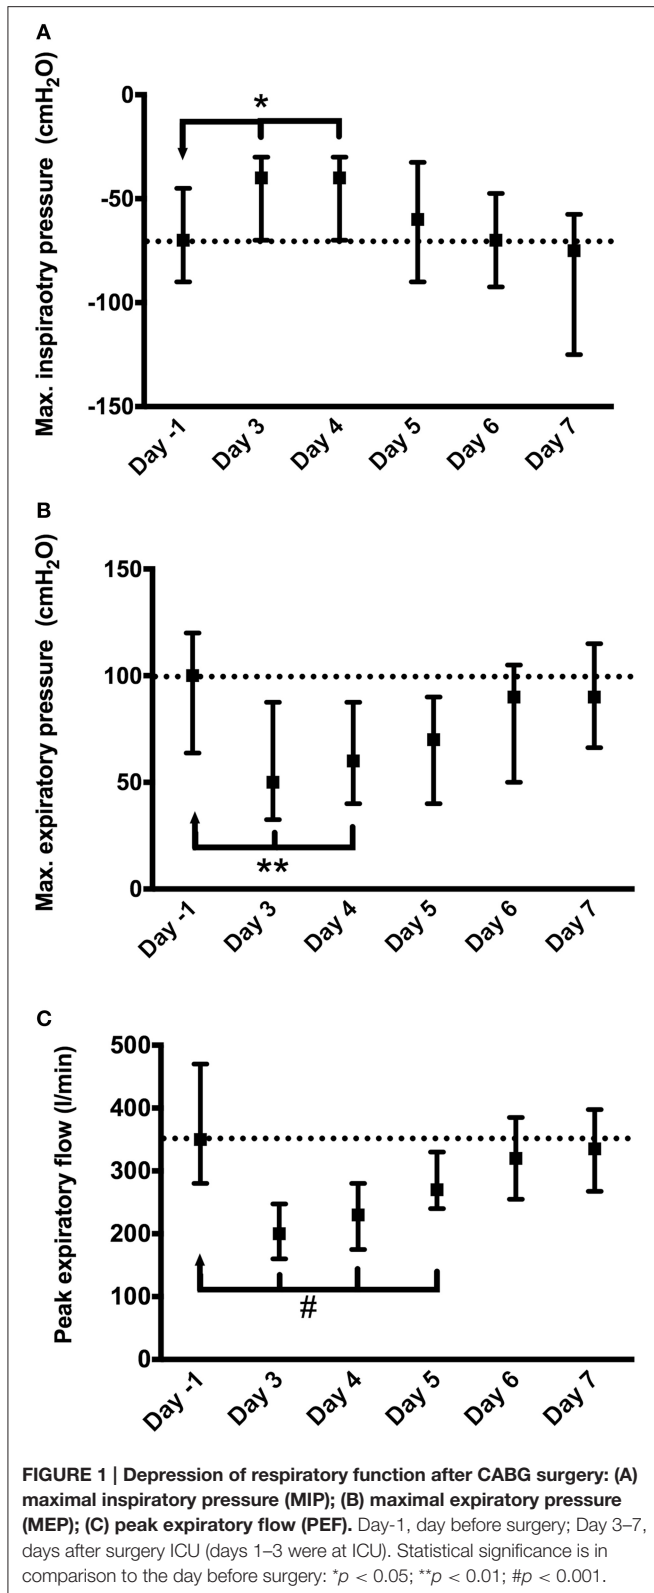 A
Max. inspiraotry pressure (cmH2O)
0
-50
-100
-150
*
Day -1 Day 3 Day 4 Day 5 Day 6 Day 7
B
Max. expiratory pressure (cmH2O)
150
100
50
0
**
Day -1 Day 3 Day 4 Day 5 Day 6 Day 7
C
Peak expiratory flow (l/min)
500
400
300
200
100
0
#
Day -1 Day 3 Day 4 Day 5 Day 6 Day 7
FIGURE 1 | Depression of respiratory function after CABG surgery: (A)
maximal inspiratory pressure (MIP); (B) maximal expiratory pressure
(MEP); (C) peak expiratory flow (PEF). Day-1, day before surgery; Day 3–7,
days after surgery ICU (days 1–3 were at ICU). Statistical significance is in
comparison to the day before surgery: *p < 0.05; **p < 0.01; #p < 0.001.